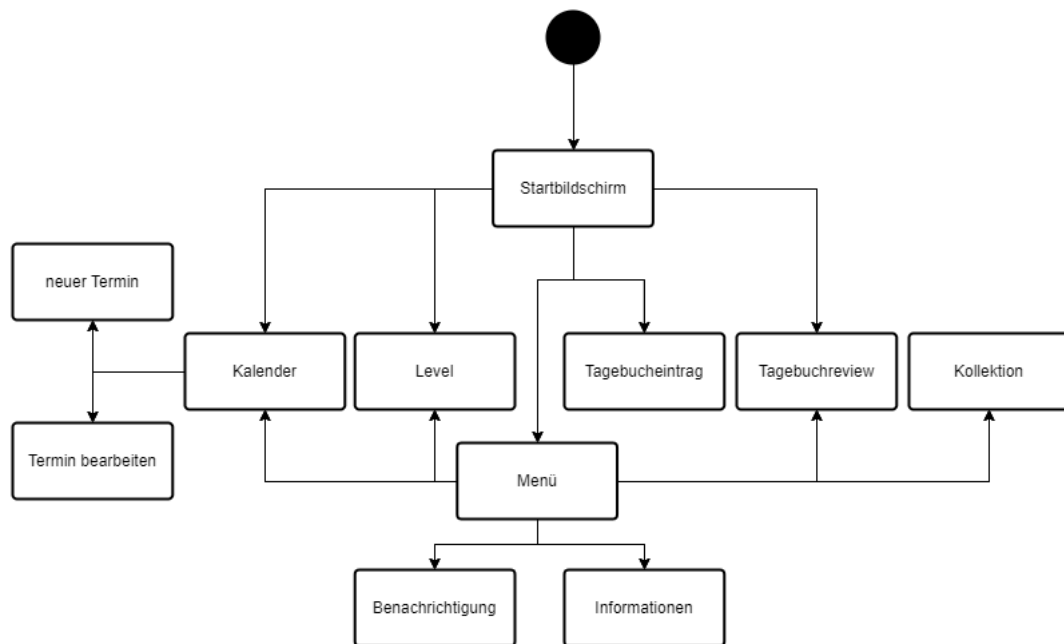 Startbildschirm
neuer Termin
Kalender
Level
Tagebucheintrag
Tagebuchreview
Kollektion
Termin bearbeiten
Menü
Benachrichtigung
Informationen